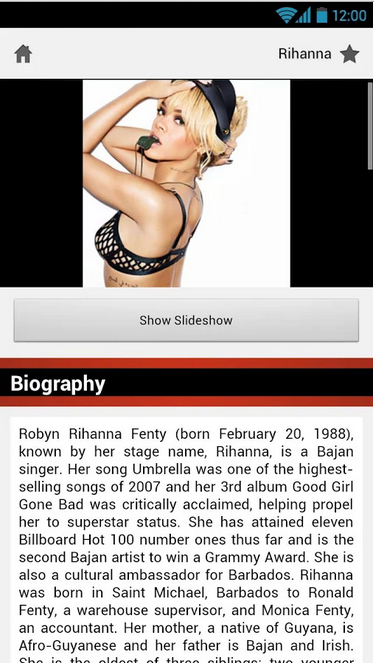 12:00
Rihanna
Show Slideshow
Biography
Robyn Rihanna Fenty (born February 20, 1988),
known by her stage name, Rihanna, is a Bajan
singer. Her song Umbrella was one of the highest-
selling songs of 2007 and her 3rd album Good Girl
Gone Bad was critically acclaimed, helping propel
her to superstar status. She has attained eleven
Billboard Hot 100 number ones thus far and is the
second Bajan artist to win a Grammy Award. She is
also a cultural ambassador for Barbados. Rihanna
was born in Saint Michael, Barbados to Ronald
Fenty, a warehouse supervisor, and Monica Fenty,
an accountant. Her mother, a native of Guyana, is
Afro-Guyanese and her father is Bajan and Irish.
She is the oldest of three siblings; two younger